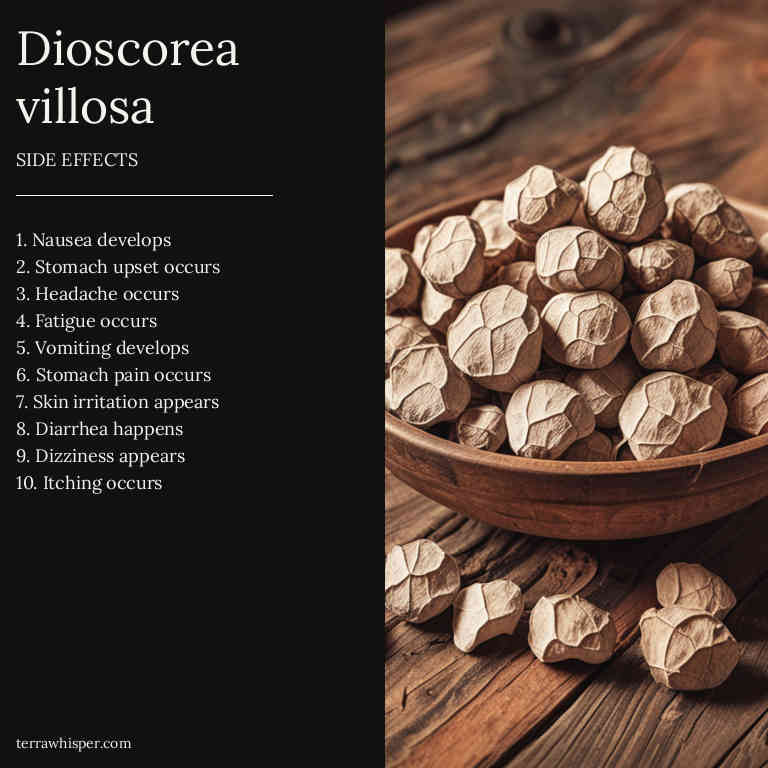 Dioscorea
villosa
SIDE EFFECTS
1. Nausea develops
2. Stomach upset occurs
3. Headache occurs
4. Fatigue occurs
5. Vomiting develops
6. Stomach pain occurs
7. Skin irritation appears
8. Diarrhea happens
9. Dizziness appears
10. Itching occurs
terrawhisper.com